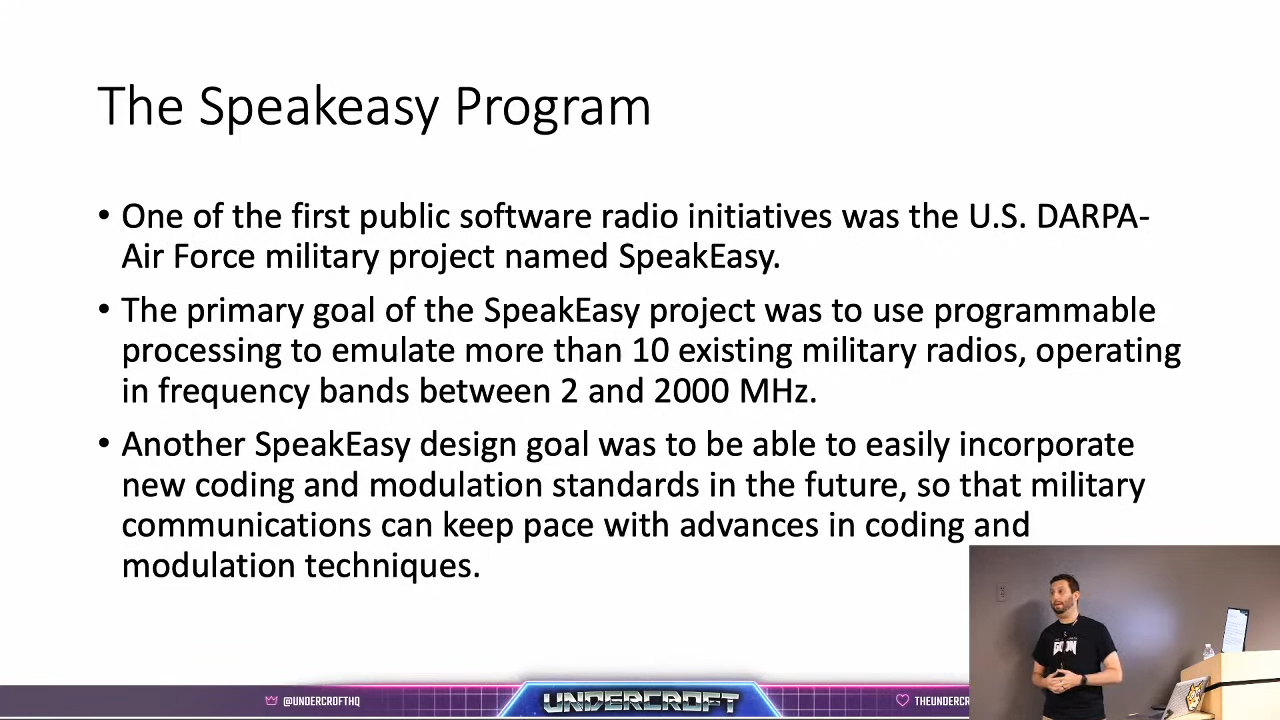 The Speakeasy Program
• One of the first public software radio initiatives was the U.S. DARPA-
Air Force military project named SpeakEasy.
• The primary goal of the SpeakEasy project was to use programmable
processing to emulate more than 10 existing military radios, operating
in frequency bands between 2 and 2000 MHz.
• Another SpeakEasy design goal was to be able to easily incorporate
new coding and modulation standards in the future, so that military
communications can keep pace with advances in coding and
modulation techniques.
@UNDERCROFTHQ
UNDERCROFT
THEUNDERCR